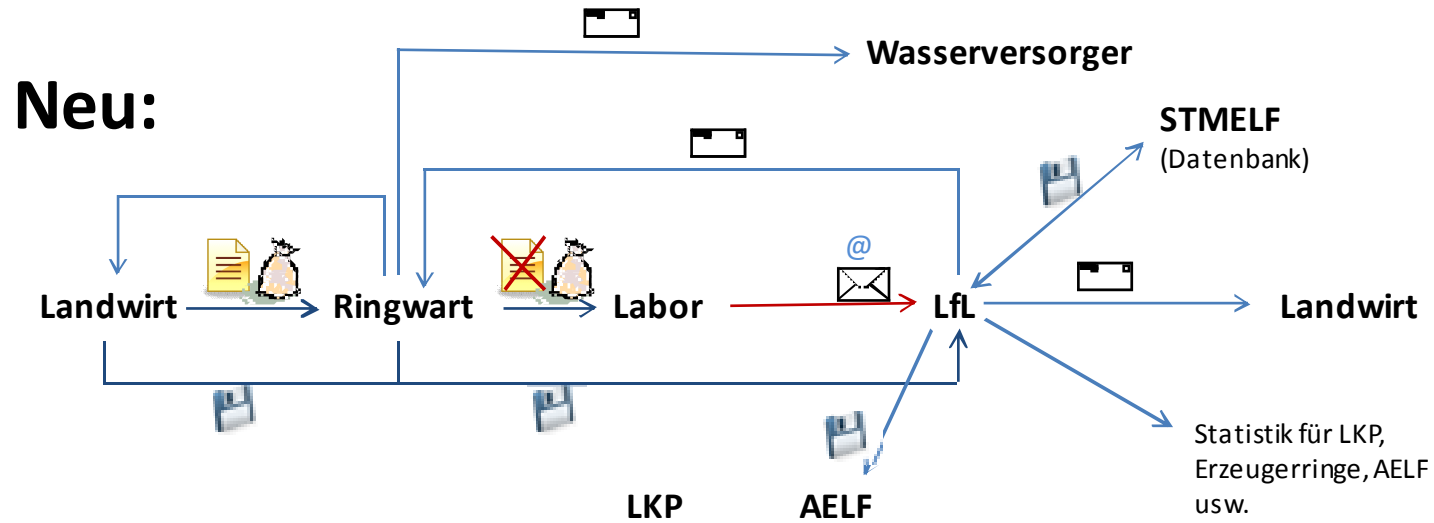 Neu:
Wasserversorger
STMELF
(Datenbank)
@
Landwirt
Ringwart
Labor
LfL
Landwirt
Statistik für LKP,
Erzeugerringe, AELF
usw.
LKP
AELF